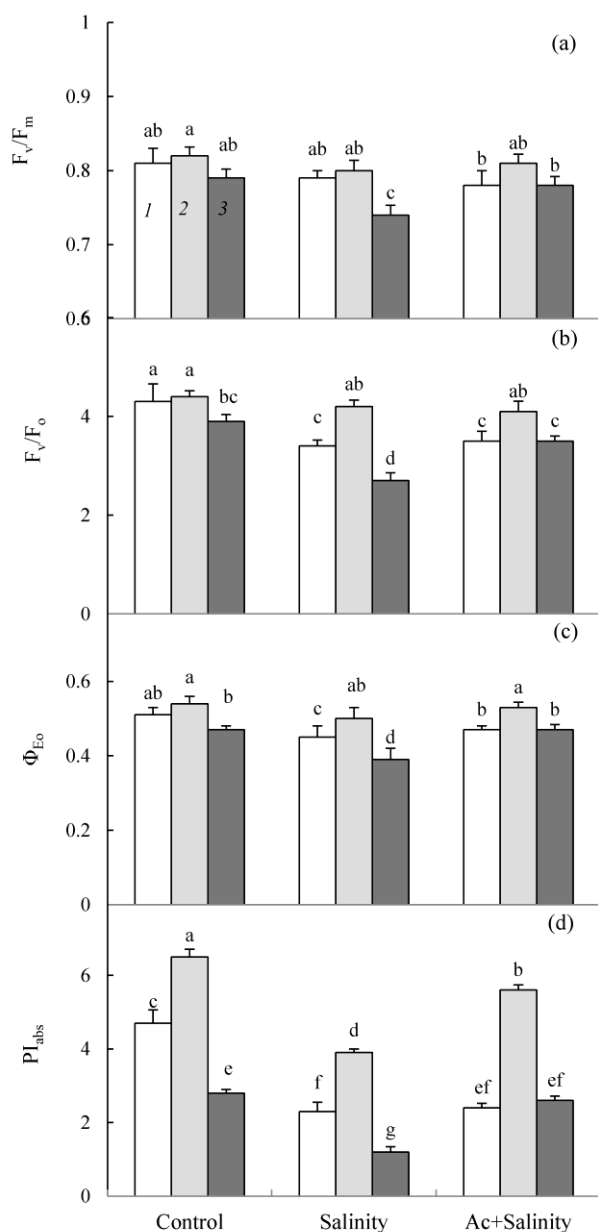 (a)
1
0.9
0.8
0.7
0.6
Fv/Fm
ab a ab
ab ab c
b ab b
1 2 3
(b)
4
2
0
Fv/Fo
a a bc
c ab d
c ab c
(c)
0.6
0.4
0.2
0
ΦEo
ab a b
c ab d
b a b
(d)
6
4
2
0
PIabs
c a e
f d g
ef b ef
Control Salinity Ac+Salinity